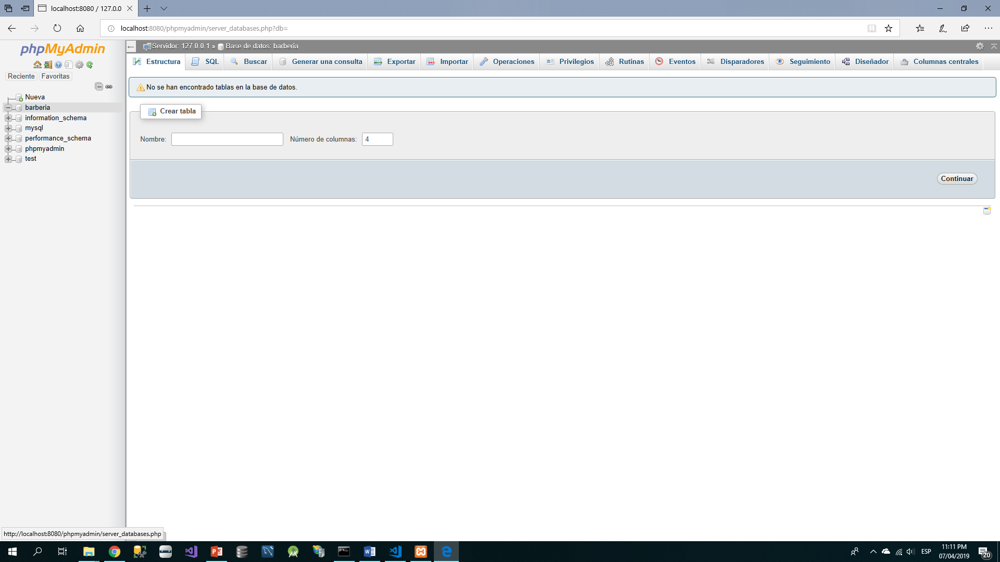 localhost:8080 / 127.0.0
localhost:8080/phpmyadmin/server_databases.php?db=
phpMyAdmin
Reciente Favoritas
Nueva
barberia
information_schema
mysql
performance_schema
phpmyadmin
test
Servidor: 127.0.0.1 » Base de datos: barberia
Estructura SQL Buscar Generar una consulta Exportar Importar Operaciones Privilegios Rutinas Eventos Disparadores Seguimiento Diseñador Columnas centrales
No se han encontrado tablas en la base de datos.
Crear tabla
Nombre: Número de columnas: 4
Continuar
http://localhost:8080/phpmyadmin/server_databases.php
ESP
11:11 PM
07/04/2019
20